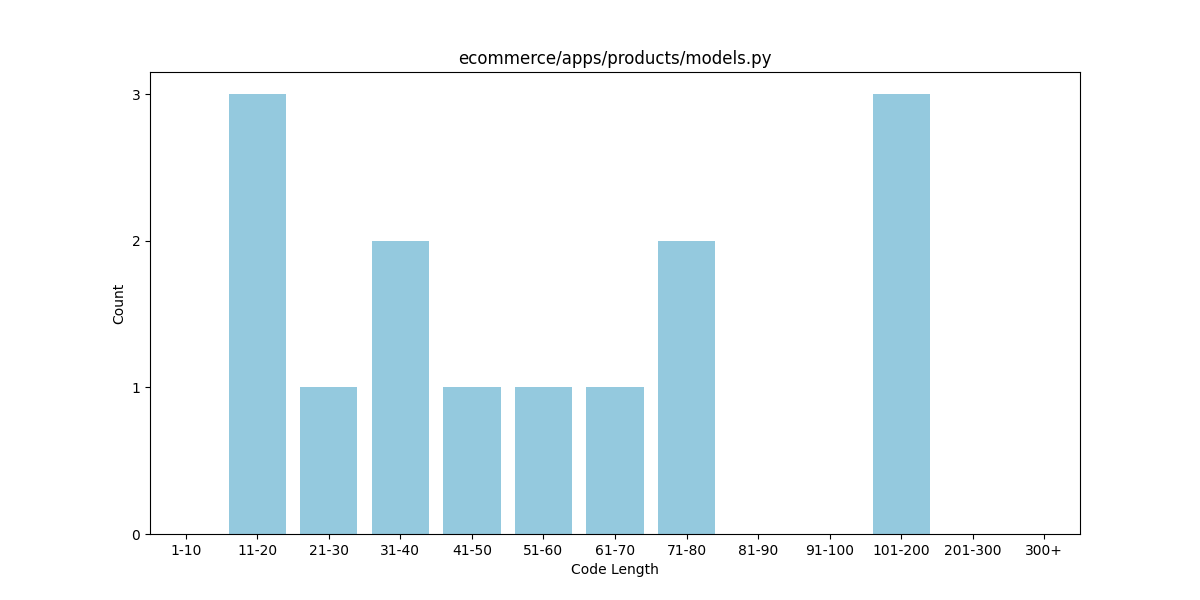 ecommerce/apps/products/models.py
Count
3
2
1
0
1-10 11-20 21-30 31-40 41-50 51-60 61-70 71-80 81-90 91-100 101-200 201-300 300+
Code Length